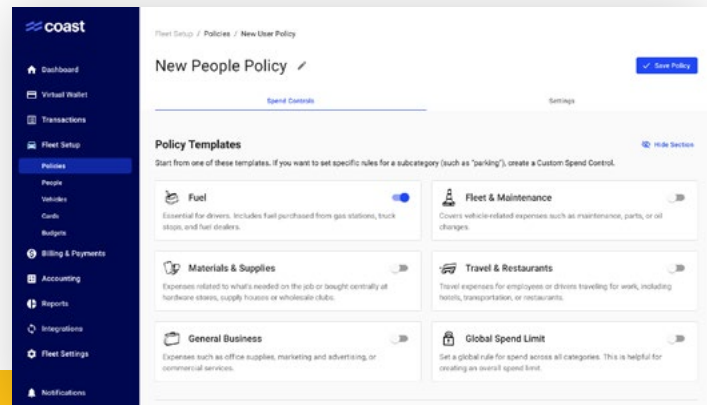 coast
Dashboard
Virtual Wallet
Transactions
Fleet Setup
Policies
People
Vehicles
Cards
Budgets
Billing & Payments
Accounting
Reports
Integrations
Fleet Settings
Notifications
Fleet Setup / Policies / New User Policy
New People Policy
Save Policy
Spend Controls
Settings
Policy Templates
Hide Section
Start from one of these templates. If you want to set specific rules for a subcategory (such as "parking"), create a Custom Spend Control.
Fuel
Essential for drivers. Includes fuel purchased from gas stations, truck
stops, and fuel dealers.
Fleet & Maintenance
Covers vehicle-related expenses such as maintenance, parts, or oil
changes.
Materials & Supplies
Expenses related to what's needed on the job or bought centrally at
hardware stores, supply houses or wholesale clubs.
Travel & Restaurants
Travel expenses for employees or drivers traveling for work, including
hotels, transportation, or restaurants.
General Business
Expenses such as office supplies, marketing and advertising, or
commercial services.
Global Spend Limit
Set a global rule for spend across all categories. This is helpful for
creating an overall spend limit.